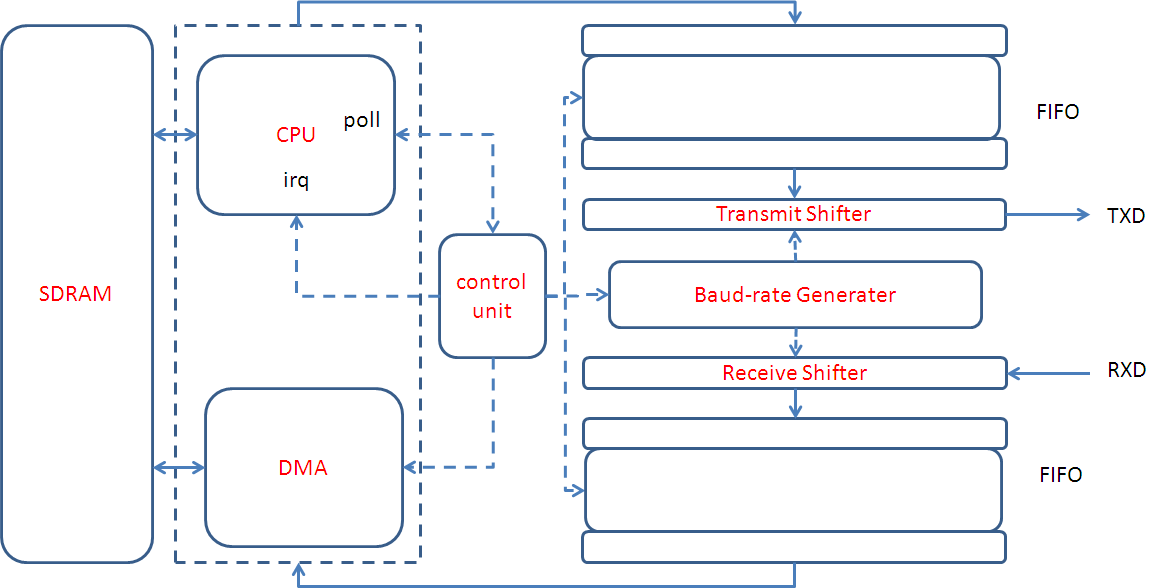 FIFO
poll
CPU
irq
Transmit Shifter
TXD
control
unit
SDRAM
Baud-rate Generater
Receive Shifter
RXD
DMA
FIFO